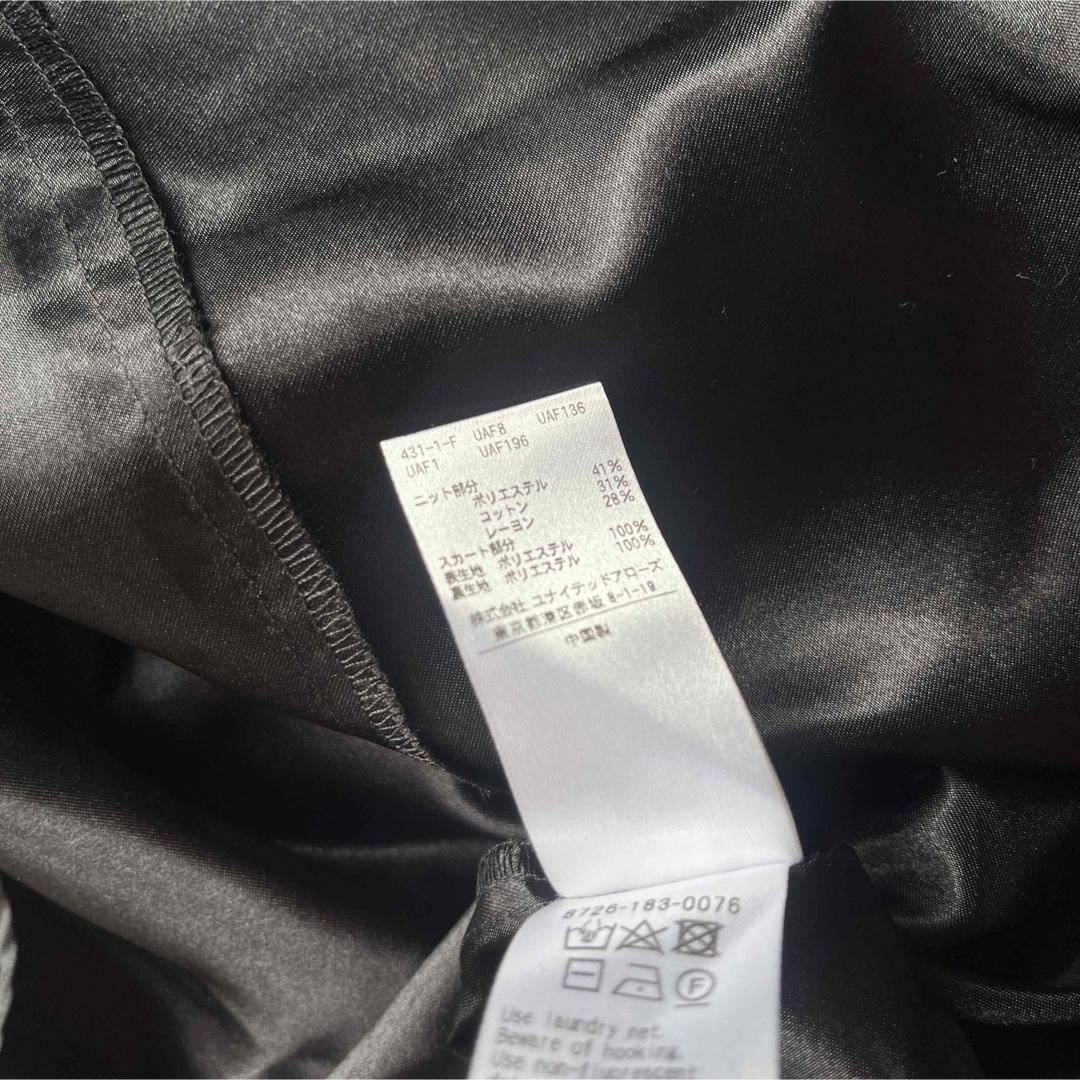 431-1-F UAF8 UAF136
UAF1 UAF196
ニット部分
ポリエステル 41%
コットン 31%
レーヨン 28%
スカート部分
表生地 ポリエステル 100%
裏生地 ポリエステル 100%
株式会社 ユナイテッドアローズ
東京都港区赤坂 8-1-19
中国製
8726-183-0076
F
Use laundry net.
Beware of hooking.
Use non-fluorescent